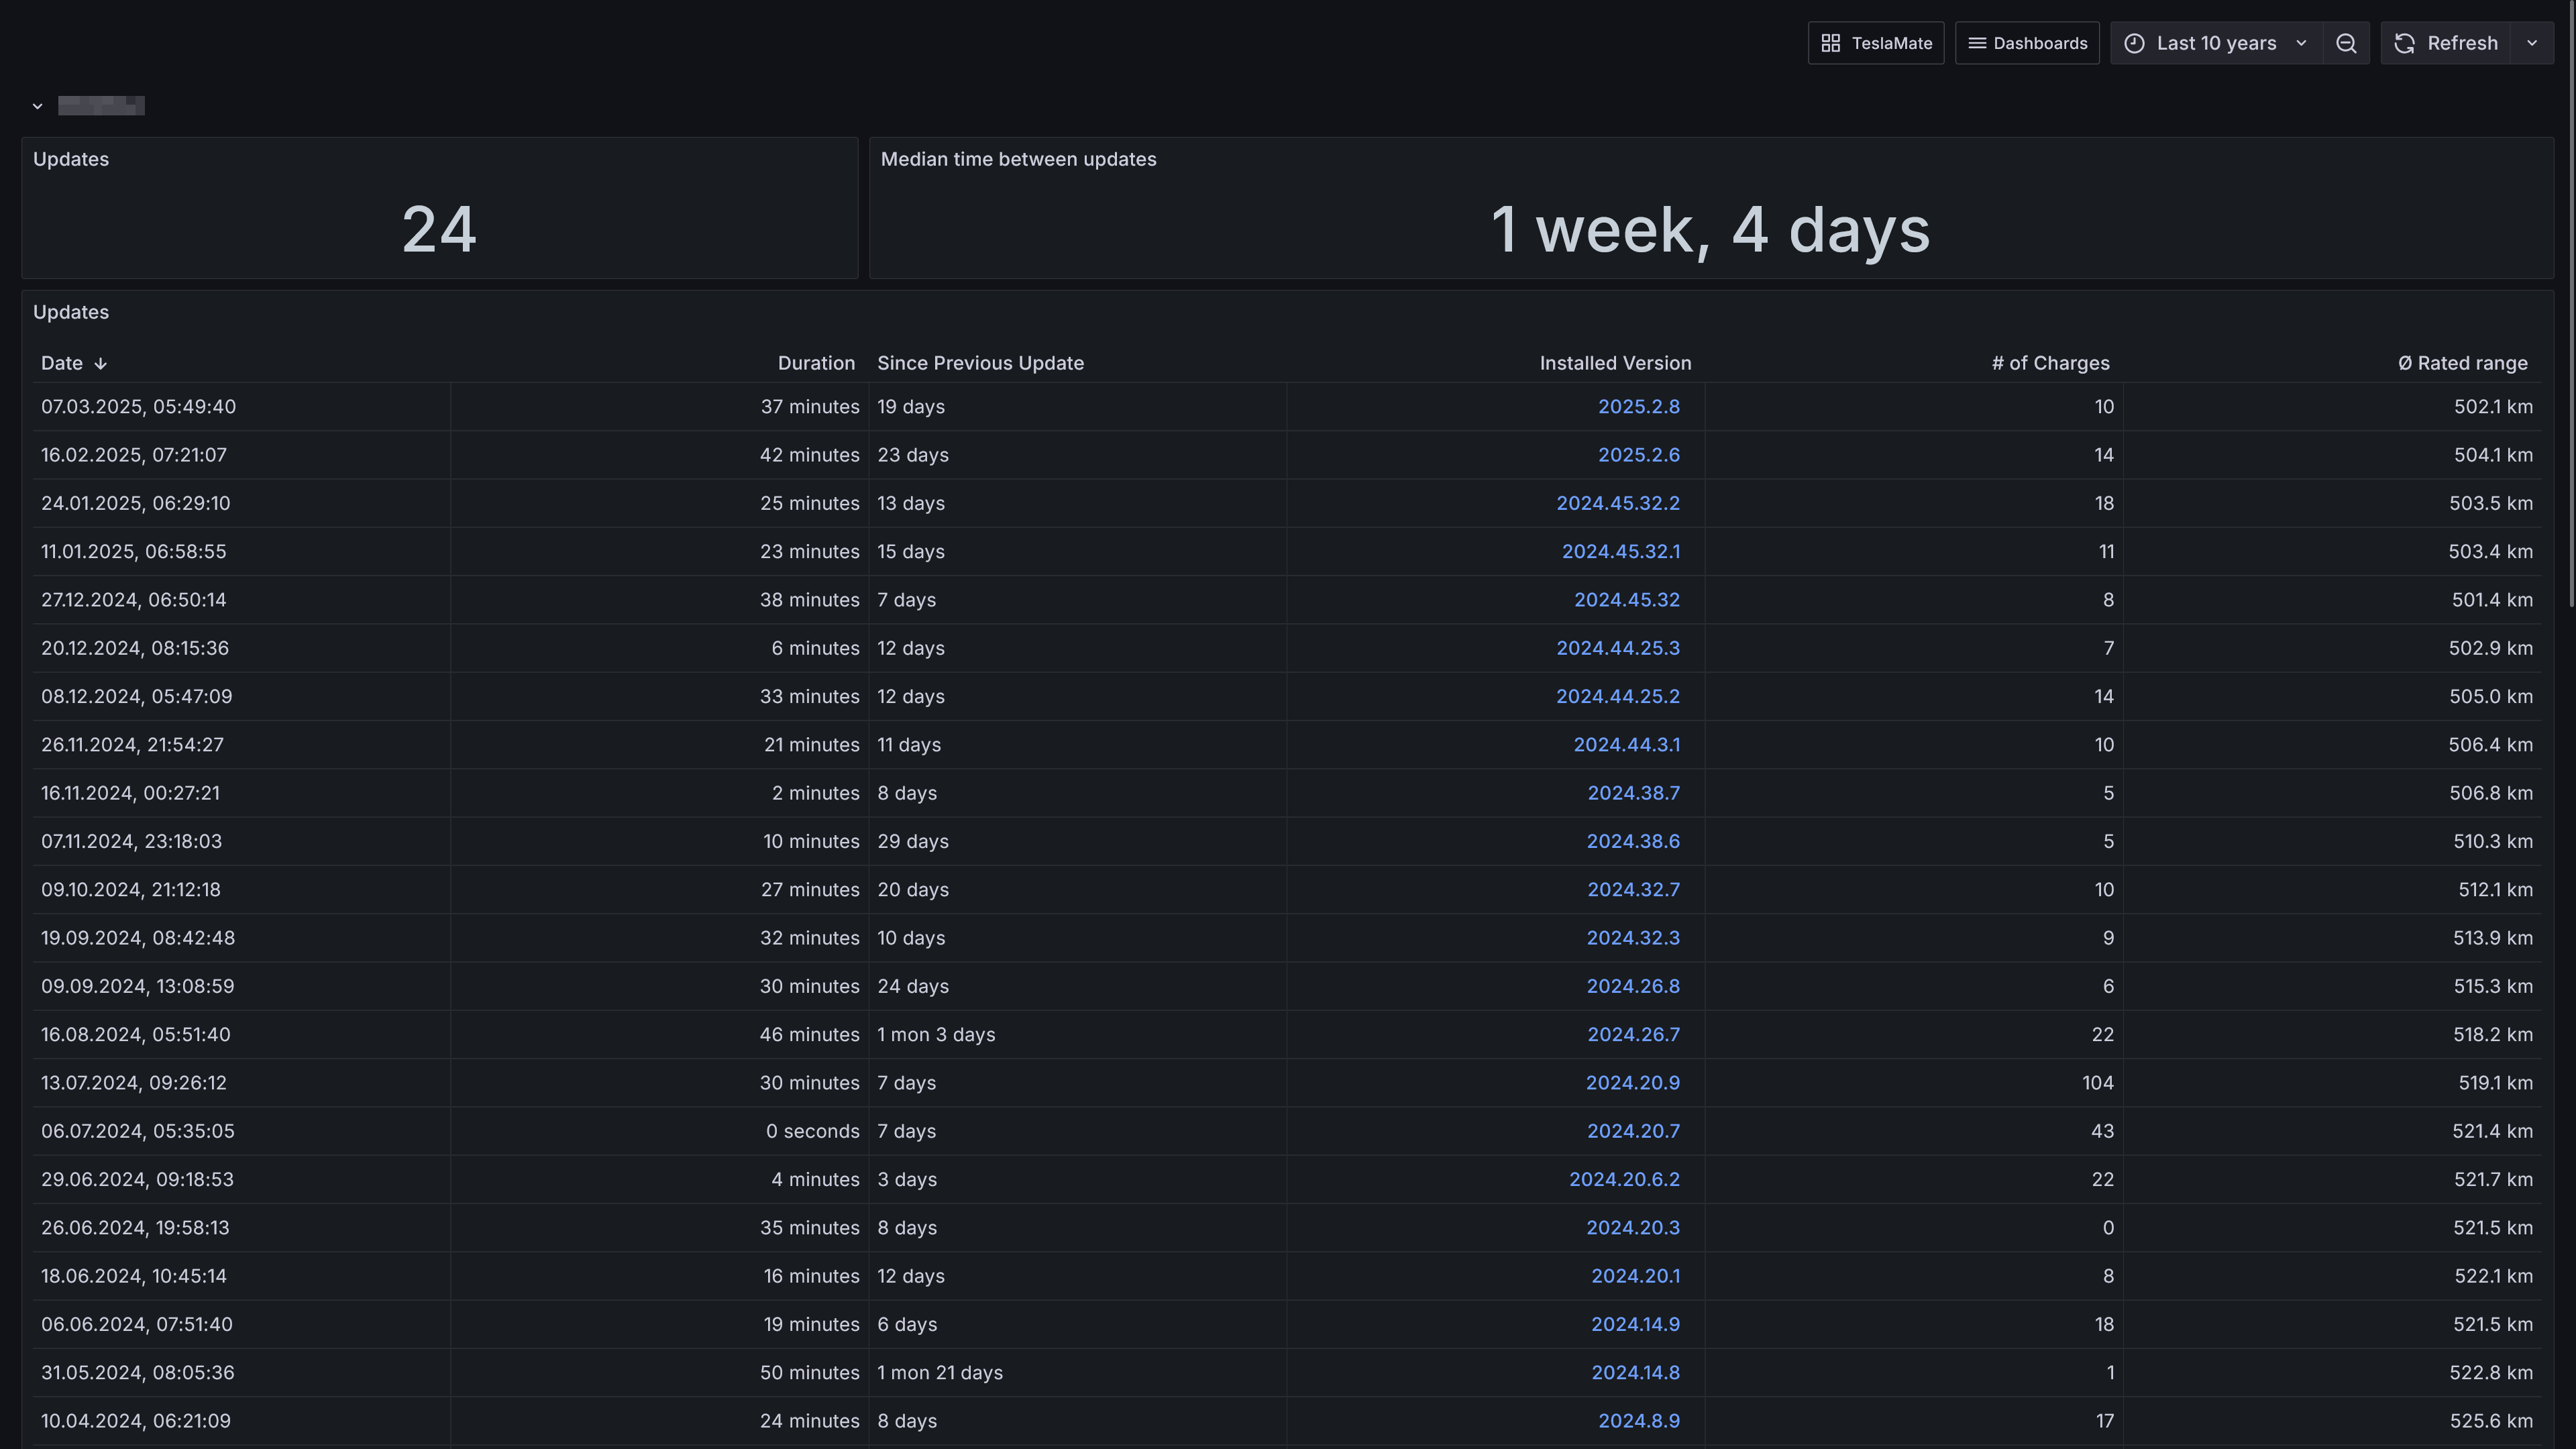 TeslaMate Dashboards Last 10 years Refresh
Updates
24
Median time between updates
1 week, 4 days
Updates
Date Duration Since Previous Update Installed Version # of Charges Ø Rated range
07.03.2025, 05:49:40 37 minutes 19 days 2025.2.8 10 502.1 km
16.02.2025, 07:21:07 42 minutes 23 days 2025.2.6 14 504.1 km
24.01.2025, 06:29:10 25 minutes 13 days 2024.45.32.2 18 503.5 km
11.01.2025, 06:58:55 23 minutes 15 days 2024.45.32.1 11 503.4 km
27.12.2024, 06:50:14 38 minutes 7 days 2024.45.32 8 501.4 km
20.12.2024, 08:15:36 6 minutes 12 days 2024.44.25.3 7 502.9 km
08.12.2024, 05:47:09 33 minutes 12 days 2024.44.25.2 14 505.0 km
26.11.2024, 21:54:27 21 minutes 11 days 2024.44.3.1 10 506.4 km
16.11.2024, 00:27:21 2 minutes 8 days 2024.38.7 5 506.8 km
07.11.2024, 23:18:03 10 minutes 29 days 2024.38.6 5 510.3 km
09.10.2024, 21:12:18 27 minutes 20 days 2024.32.7 10 512.1 km
19.09.2024, 08:42:48 32 minutes 10 days 2024.32.3 9 513.9 km
09.09.2024, 13:08:59 30 minutes 24 days 2024.26.8 6 515.3 km
16.08.2024, 05:51:40 46 minutes 1 mon 3 days 2024.26.7 22 518.2 km
13.07.2024, 09:26:12 30 minutes 7 days 2024.20.9 104 519.1 km
06.07.2024, 05:35:05 0 seconds 7 days 2024.20.7 43 521.4 km
29.06.2024, 09:18:53 4 minutes 3 days 2024.20.6.2 22 521.7 km
26.06.2024, 19:58:13 35 minutes 8 days 2024.20.3 0 521.5 km
18.06.2024, 10:45:14 16 minutes 12 days 2024.20.1 8 522.1 km
06.06.2024, 07:51:40 19 minutes 6 days 2024.14.9 18 521.5 km
31.05.2024, 08:05:36 50 minutes 1 mon 21 days 2024.14.8 1 522.8 km
10.04.2024, 06:21:09 24 minutes 8 days 2024.8.9 17 525.6 km